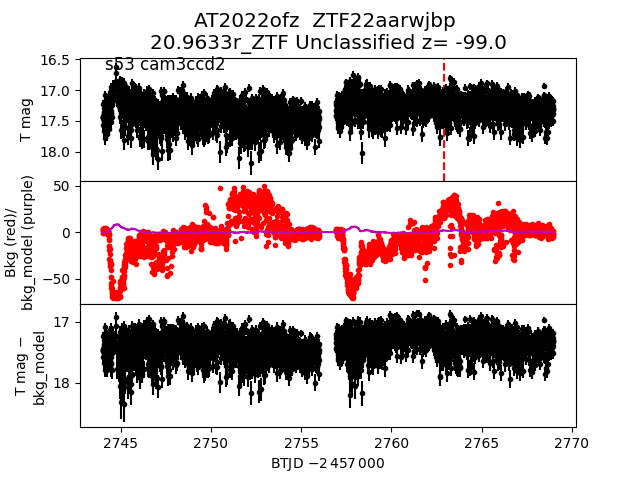 AT2022ofz  ZTF22aarwjbp
20.9633r_ZTF Unclassified z= -99.0
s53 cam3ccd2
16.5
17.0
17.5
18.0
T mag
50
0
−50
Bkg (red)/
bkg_model (purple)
17
18
T mag −
bkg_model
2745
2750
2755
2760
2765
2770
BTJD −2 457 000